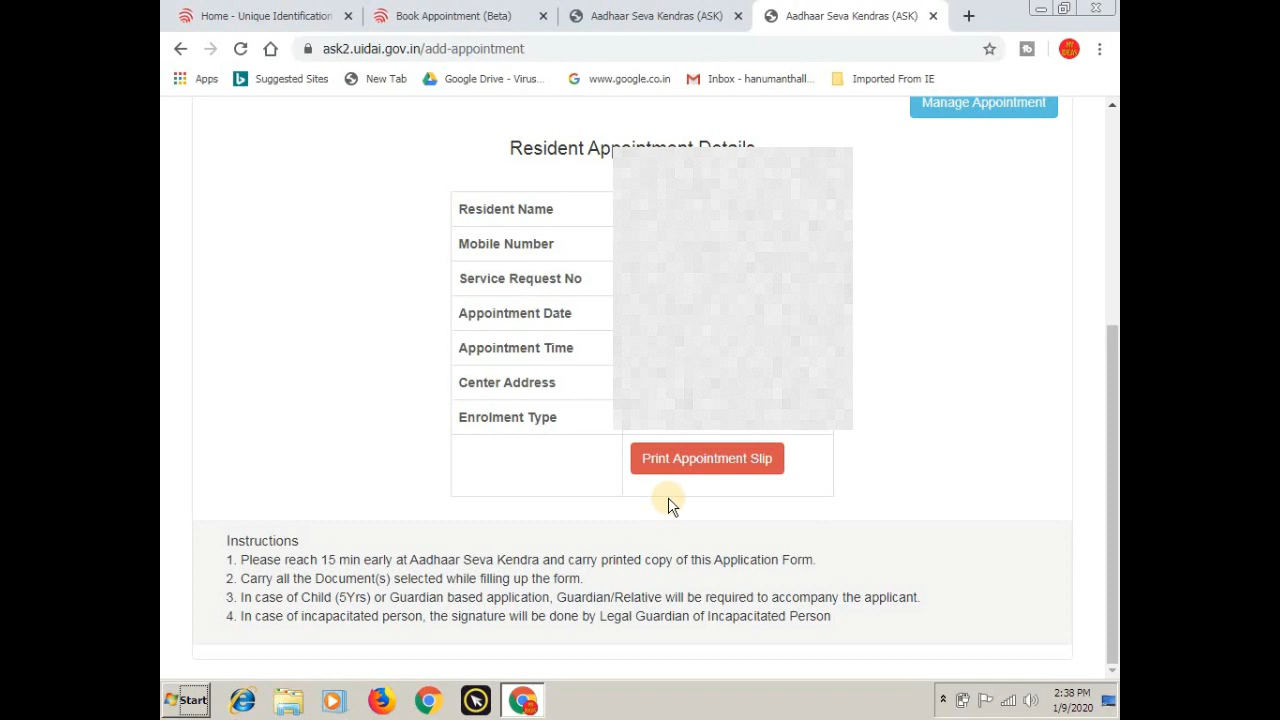 Home - Unique Identification
Book Appointment (Beta)
Aadhaar Seva Kendras (ASK)
Aadhaar Seva Kendras (ASK)
ask2.uidai.gov.in/add-appointment
MY IDEAS
Apps
Suggested Sites
New Tab
Google Drive - Virus...
www.google.co.in
Inbox - hanumanthall...
Imported From IE
Manage Appointment
Resident Appointment Details
Resident Name
Mobile Number
Service Request No
Appointment Date
Appointment Time
Center Address
Enrolment Type
Print Appointment Slip
Instructions
1. Please reach 15 min early at Aadhaar Seva Kendra and carry printed copy of this Application Form.
2. Carry all the Document(s) selected while filling up the form.
3. In case of Child (5Yrs) or Guardian based application, Guardian/Relative will be required to accompany the applicant.
4. In case of incapacitated person, the signature will be done by Legal Guardian of Incapacitated Person
Start
2:38 PM
1/9/2020